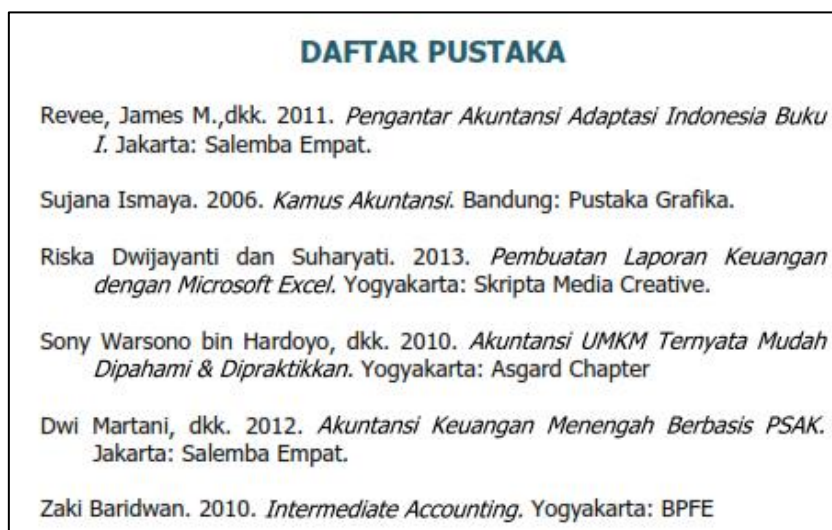 DAFTAR PUSTAKA
Revee, James M.,dkk. 2011. Pengantar Akuntansi Adaptasi Indonesia Buku
I. Jakarta: Salemba Empat.
Sujana Ismaya. 2006. Kamus Akuntansi. Bandung: Pustaka Grafika.
Riska Dwijayanti dan Suharyati. 2013. Pembuatan Laporan Keuangan
dengan Microsoft Excel. Yogyakarta: Skripta Media Creative.
Sony Warsono bin Hardoyo, dkk. 2010. Akuntansi UMKM Ternyata Mudah
Dipahami & Dipraktikkan. Yogyakarta: Asgard Chapter
Dwi Martani, dkk. 2012. Akuntansi Keuangan Menengah Berbasis PSAK.
Jakarta: Salemba Empat.
Zaki Baridwan. 2010. Intermediate Accounting. Yogyakarta: BPFE